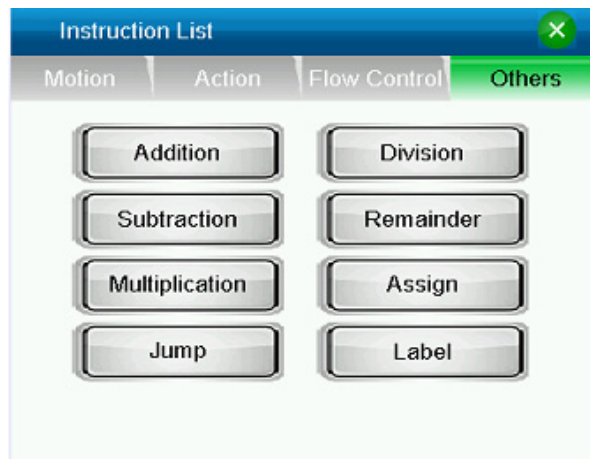 Instruction List
Motion Action Flow Control Others
Addition Division
Subtraction Remainder
Multiplication Assign
Jump Label